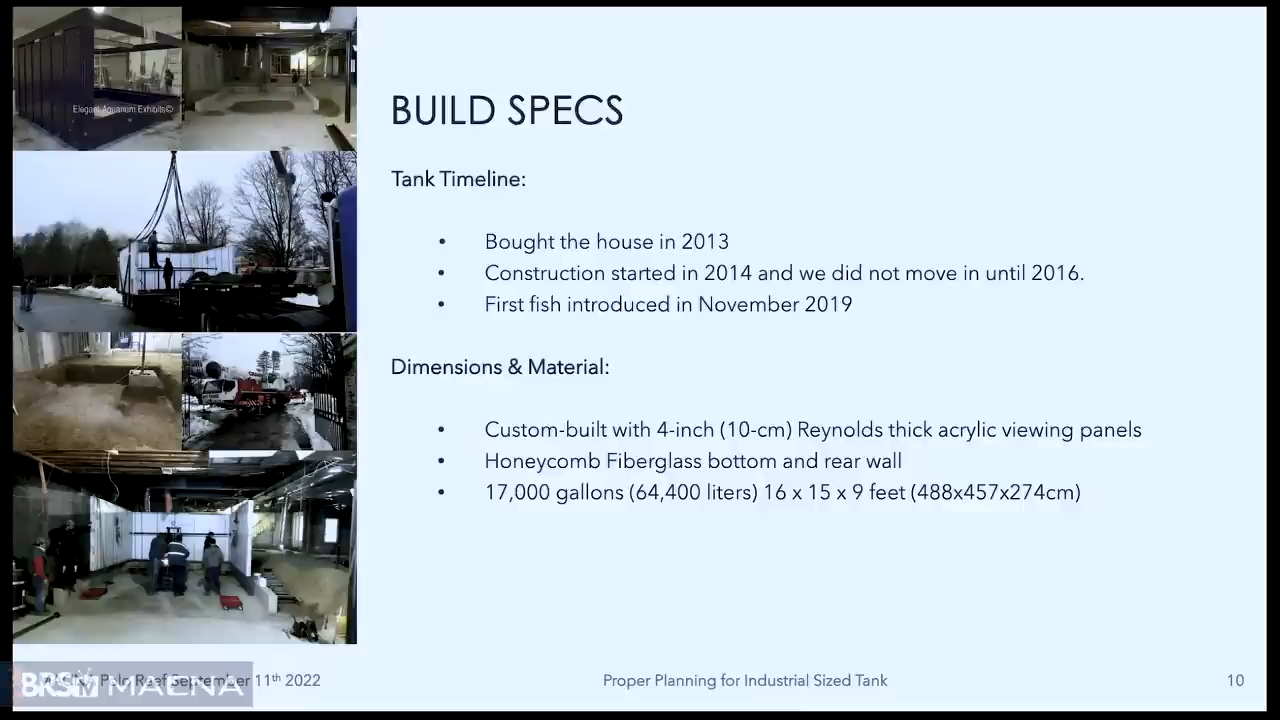 Elegant Aquarium Exhibits©
BUILD SPECS
Tank Timeline:
• Bought the house in 2013
• Construction started in 2014 and we did not move in until 2016.
• First fish introduced in November 2019
Dimensions & Material:
• Custom-built with 4-inch (10-cm) Reynolds thick acrylic viewing panels
• Honeycomb Fiberglass bottom and rear wall
• 17,000 gallons (64,400 liters) 16 x 15 x 9 feet (488x457x274cm)
BRStv MACNA
Polo Reef September 11th 2022
Proper Planning for Industrial Sized Tank
10